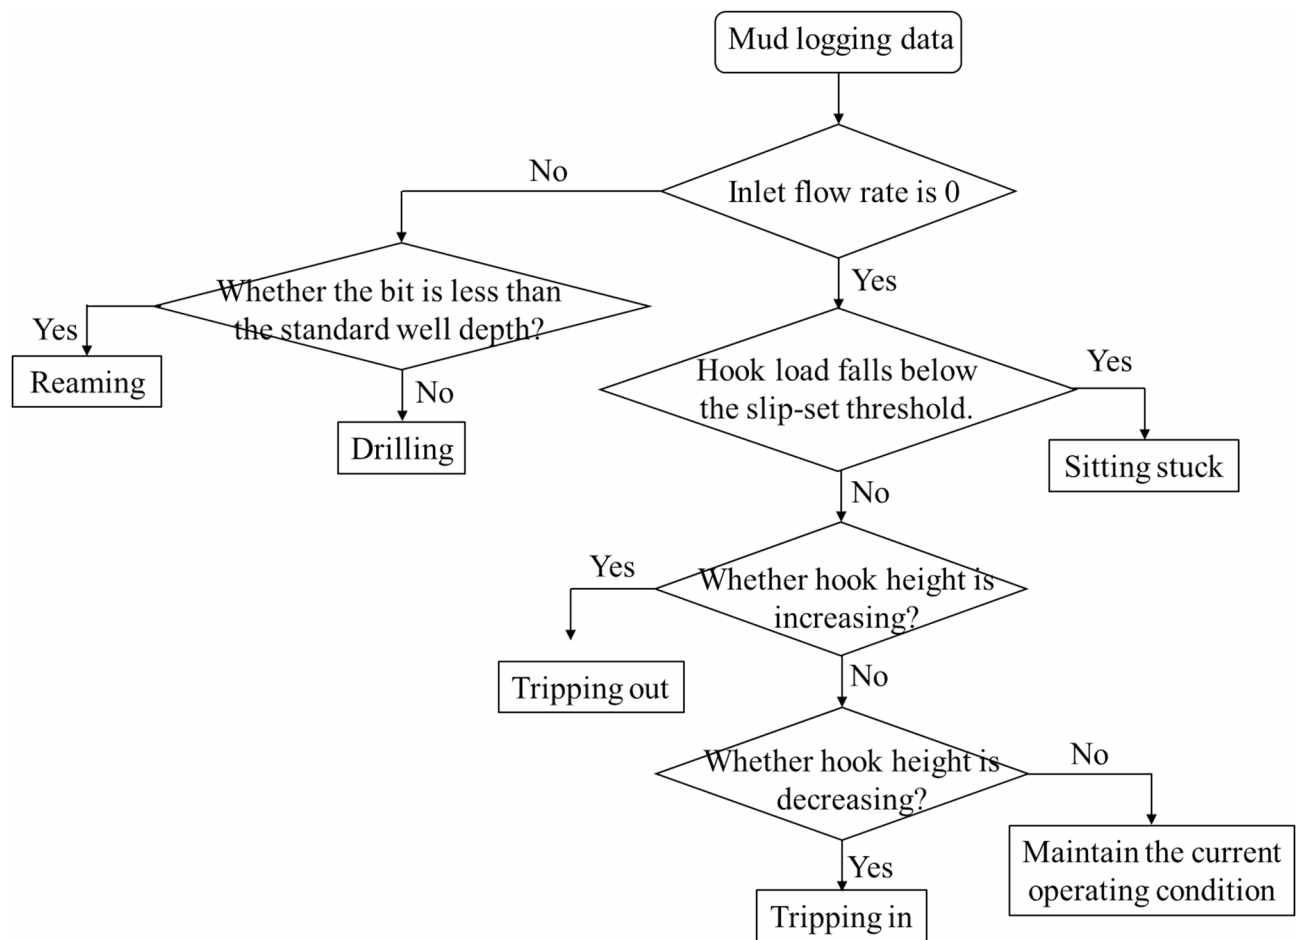 Mud logging data
No
Inlet flow rate is 0
Yes
Whether the bit is less than
the standard well depth?
Yes
Reaming
No
Drilling
Hook load falls below
the slip-set threshold.
Yes
Sitting stuck
No
Whether hook height is
increasing?
Yes
Tripping out
No
Whether hook height is
decreasing?
No
Maintain the current
operating condition
Yes
Tripping in